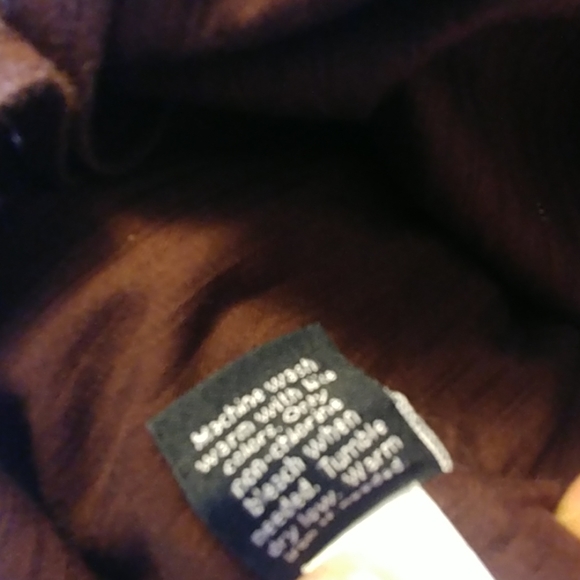 Machine wash
warm with like
colors. Only
non-chlorine
bleach when
needed. Tumble
dry low. Warm